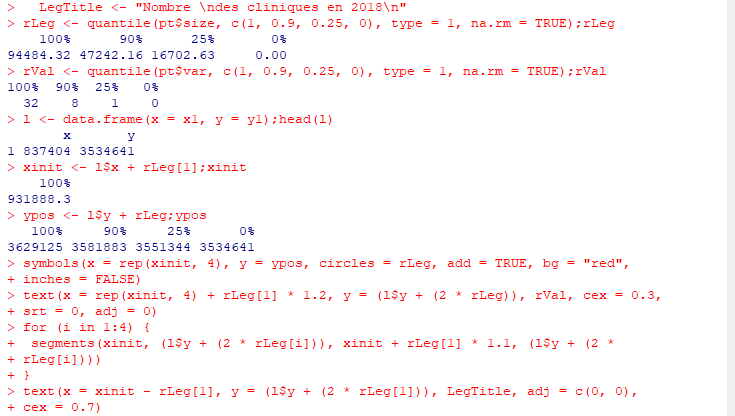 >   LegTitle <- "Nombre \ndes cliniques en 2018\n"
> rLeg <- quantile(pt$size, c(1, 0.9, 0.25, 0), type = 1, na.rm = TRUE);rLeg
    100%     90%     25%      0%
94484.32 47242.16 16702.63     0.00
> rVal <- quantile(pt$var, c(1, 0.9, 0.25, 0), type = 1, na.rm = TRUE);rVal
100%  90%  25%   0%
  32    8    1    0
> l <- data.frame(x = x1, y = y1);head(l)
       x       y
1 837404 3534641
> xinit <- l$x + rLeg[1];xinit
    100%
931888.3
> ypos <- l$y + rLeg;ypos
   100%     90%     25%      0%
3629125 3581883 3551344 3534641
> symbols(x = rep(xinit, 4), y = ypos, circles = rLeg, add = TRUE, bg = "red",
+ inches = FALSE)
> text(x = rep(xinit, 4) + rLeg[1] * 1.2, y = (l$y + (2 * rLeg)), rVal, cex = 0.3,
+ srt = 0, adj = 0)
> for (i in 1:4) {
+  segments(xinit, (l$y + (2 * rLeg[i])), xinit + rLeg[1] * 1.1, (l$y + (2 *
+ rLeg[i])))
+ }
> text(x = xinit - rLeg[1], y = (l$y + (2 * rLeg[1])), LegTitle, adj = c(0, 0),
+ cex = 0.7)